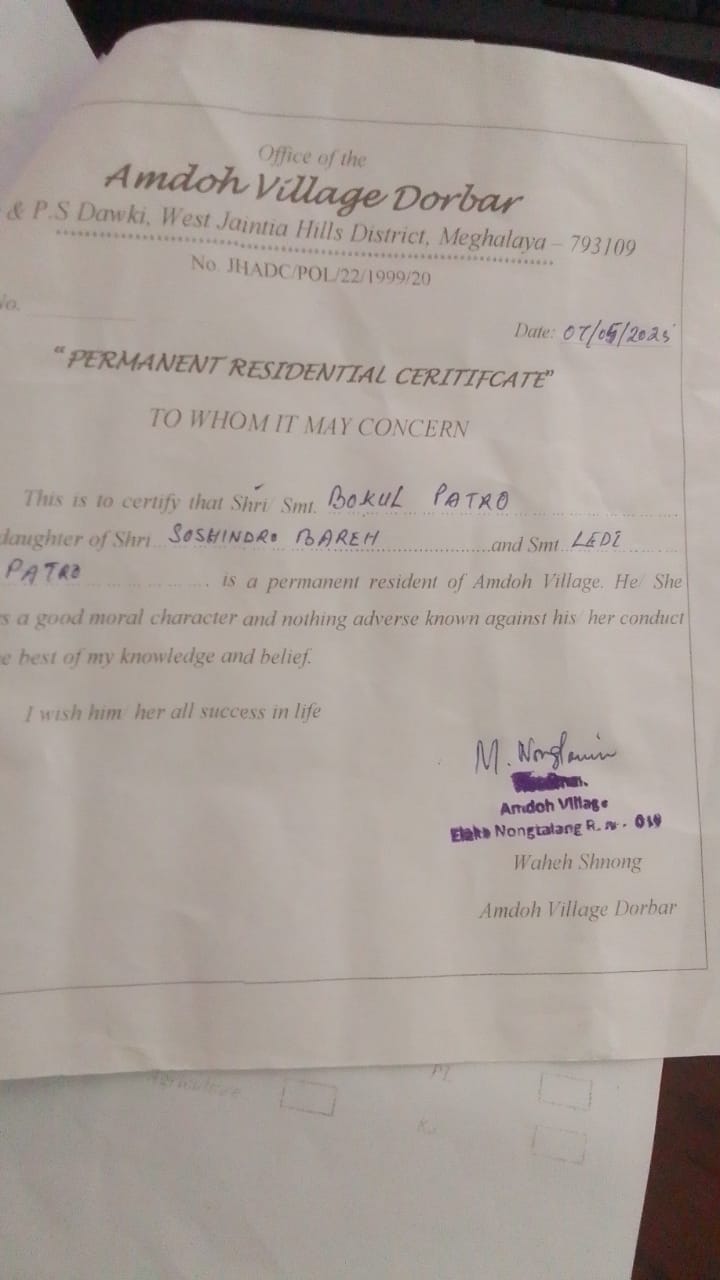 Office of the
Amdoh Village Dorbar
& P.S Dawki, West Jaintia Hills District, Meghalaya – 793109
No. JHADC/POL/22/1999/20
No.
Date: 07/05/2025
"PERMANENT RESIDENTIAL CERITIFCATE"
TO WHOM IT MAY CONCERN
This is to certify that Shri/ Smt. BOKUL PATRO
daughter of Shri SOSHINDRO BAREH and Smt. LEDI
PATRO is a permanent resident of Amdoh Village. He/ She
s a good moral character and nothing adverse known against his/ her conduct
e best of my knowledge and belief.
I wish him/ her all success in life
M.
Amdoh Village
Elaka Nongtalang R. 019
Waheh Shnong
Amdoh Village Dorbar
Agriculture